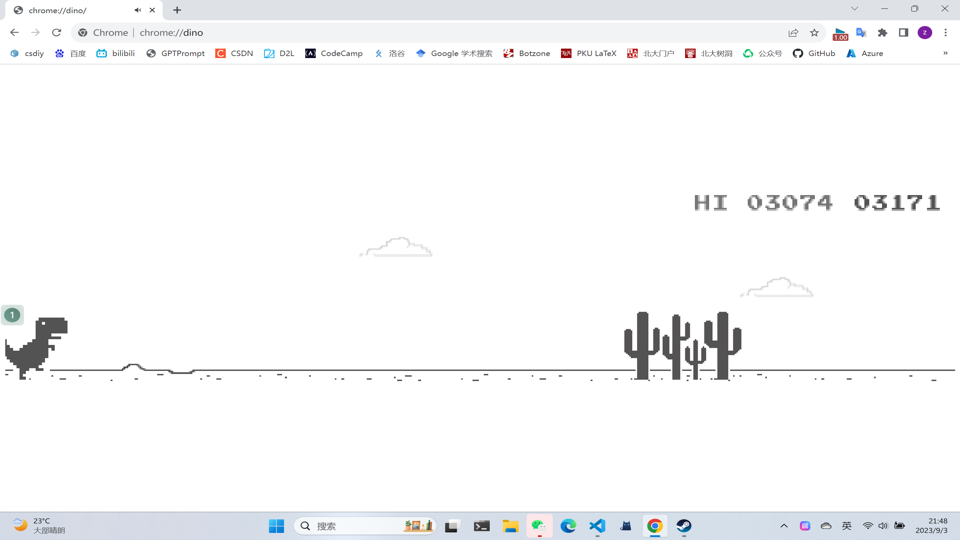 chrome://dino/
Chrome | chrome://dino
1.00
z
csdiy 百度 bilibili GPTPrompt CSDN D2L CodeCamp 洛谷 Google 学术搜索 Botzone PKU LaTeX 北大门户 北大树洞 公众号 GitHub Azure »
HI 03074 03171
1
23°C
大部晴朗
搜索
英
21:48
2023/9/3